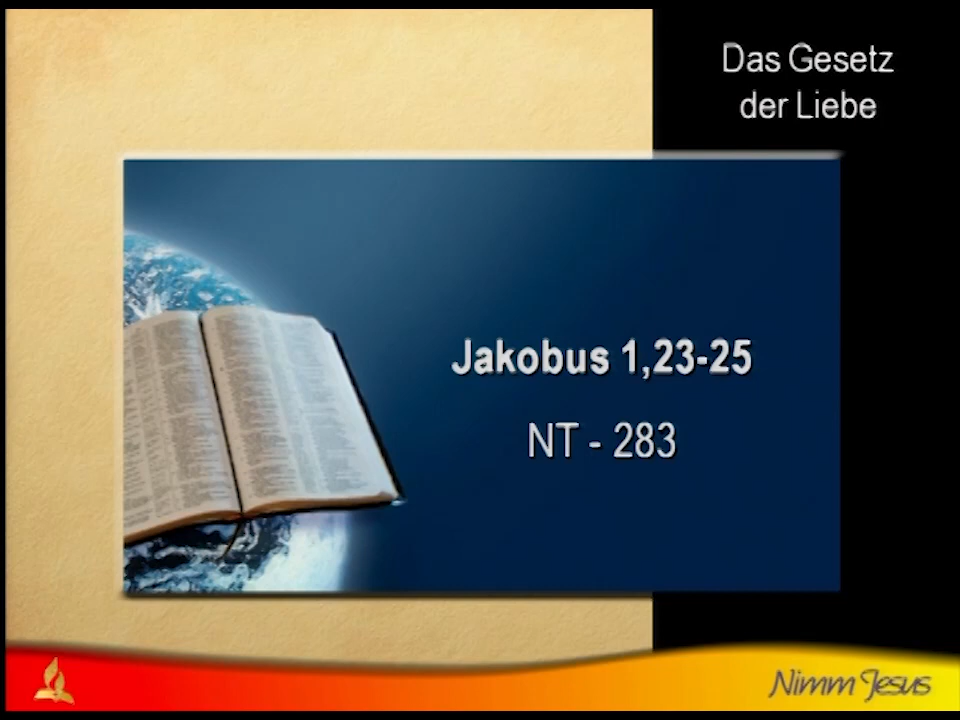 Das Gesetz
der Liebe
Jakobus 1,23-25
NT - 283
Nimm Jesus